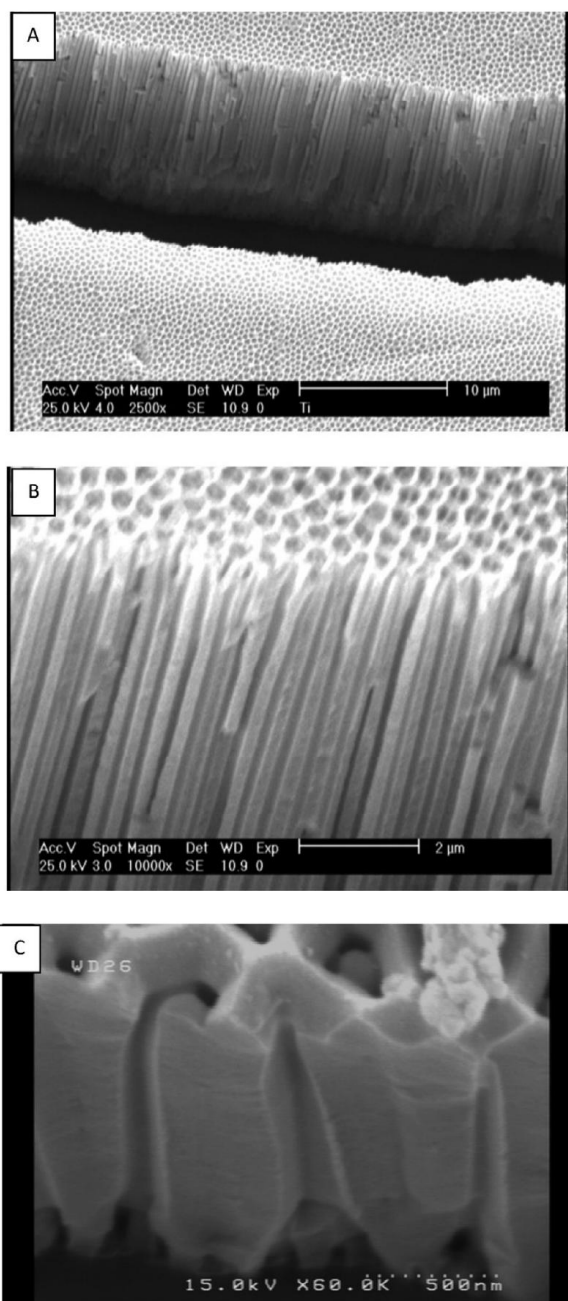 A
Acc.V Spot Magn Det WD Exp 10 µm
25.0 kV 4.0 2500x SE 10.9 0 Ti
B
Acc.V Spot Magn Det WD Exp 2 µm
25.0 kV 3.0 10000x SE 10.9 0
C
WD26
15.0kV X60.0K 500nm